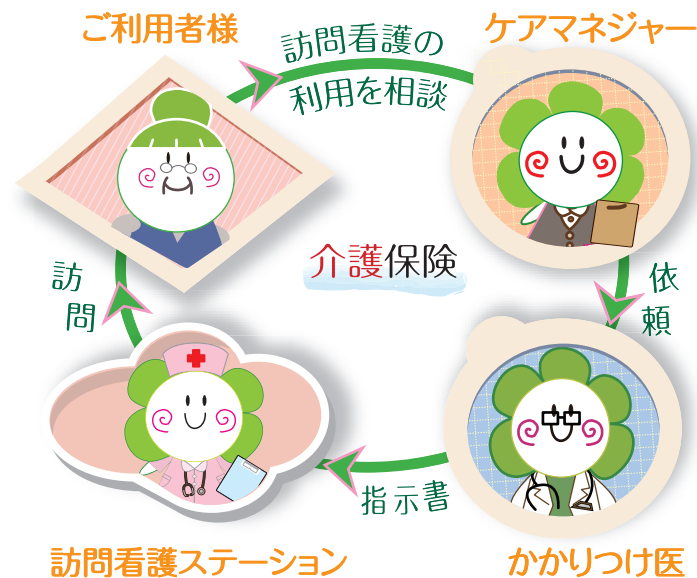 ご利用者様
訪問看護の
利用を相談
ケアマネジャー
介護保険
訪問
依頼
指示書
訪問看護ステーション
かかりつけ医